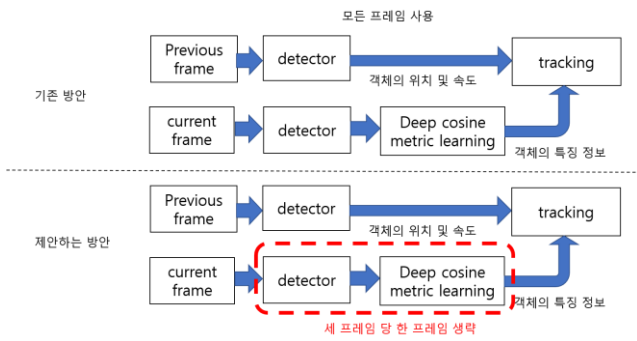 모든 프레임 사용
Previous
frame
detector
tracking
객체의 위치 및 속도
기존 방안
current
frame
detector
Deep cosine
metric learning
객체의 특징 정보
Previous
frame
detector
tracking
객체의 위치 및 속도
제안하는 방안
current
frame
detector
Deep cosine
metric learning
객체의 특징 정보
세 프레임 당 한 프레임 생략